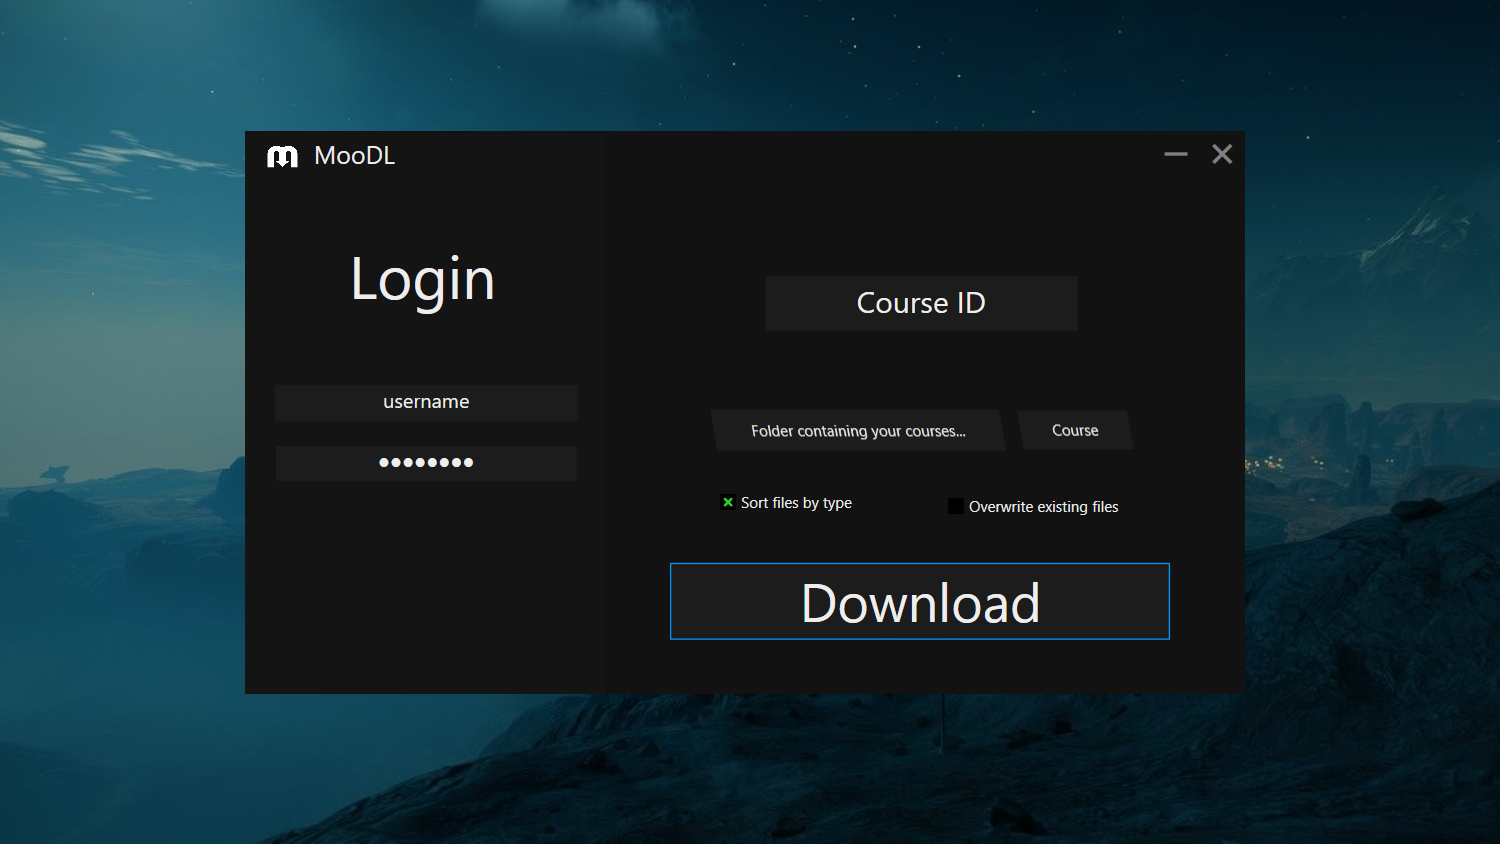 MooDL
Login
username
Course ID
Folder containing your courses...
Course
Sort files by type
Overwrite existing files
Download